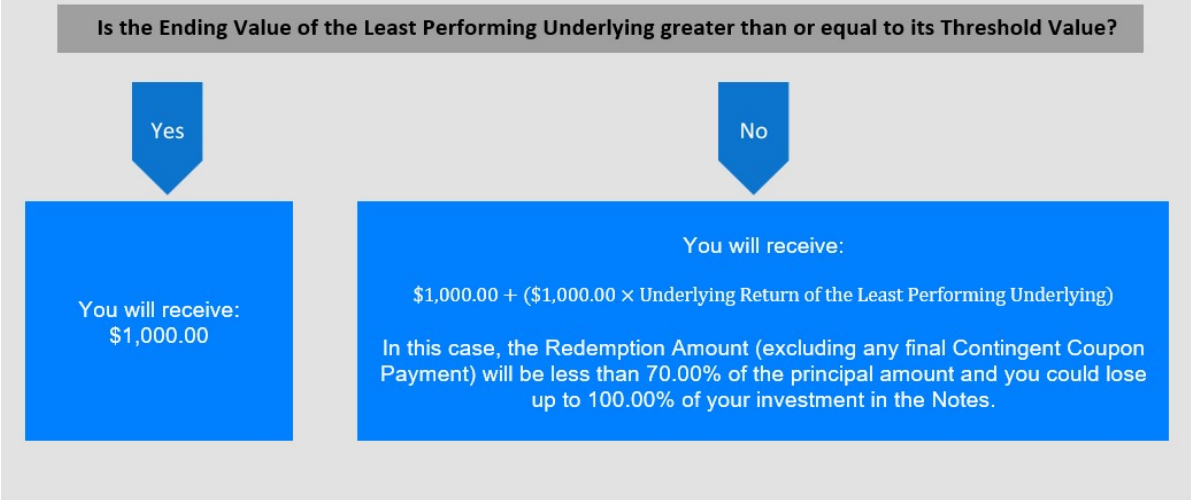 Is the Ending Value of the Least Performing Underlying greater than or equal to its Threshold Value?
Yes
No
You will receive:
$1,000.00
You will receive:
$1,000.00 + ($1,000.00 × Underlying Return of the Least Performing Underlying)
In this case, the Redemption Amount (excluding any final Contingent Coupon
Payment) will be less than 70.00% of the principal amount and you could lose
up to 100.00% of your investment in the Notes.